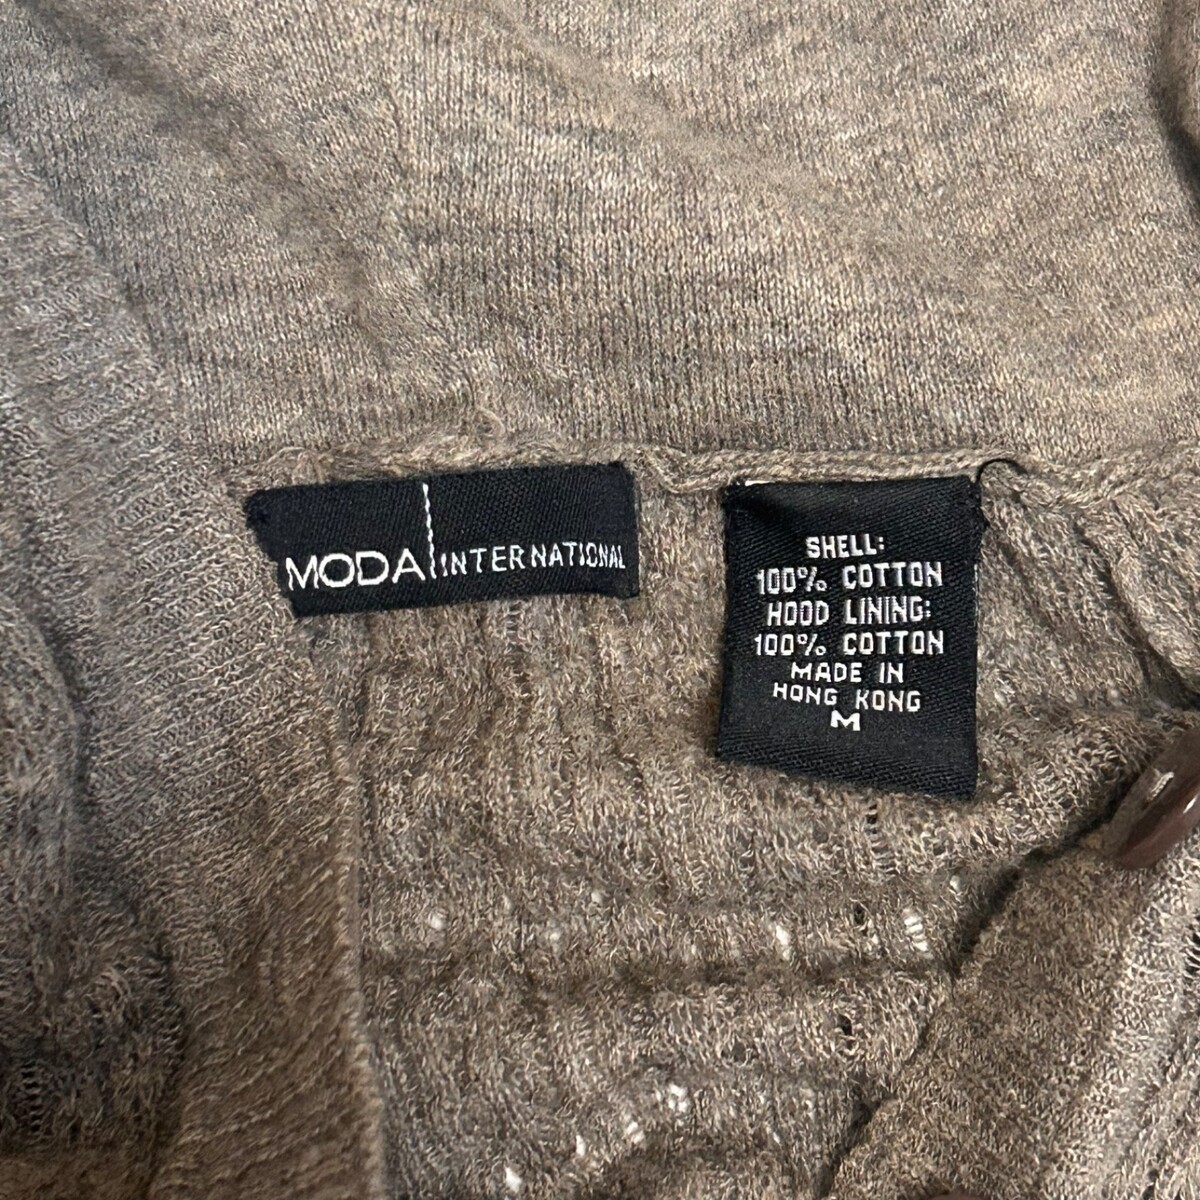 MODA INTERNATIONAL
SHELL:
100% COTTON
HOOD LINING:
100% COTTON
MADE IN
HONG KONG
M